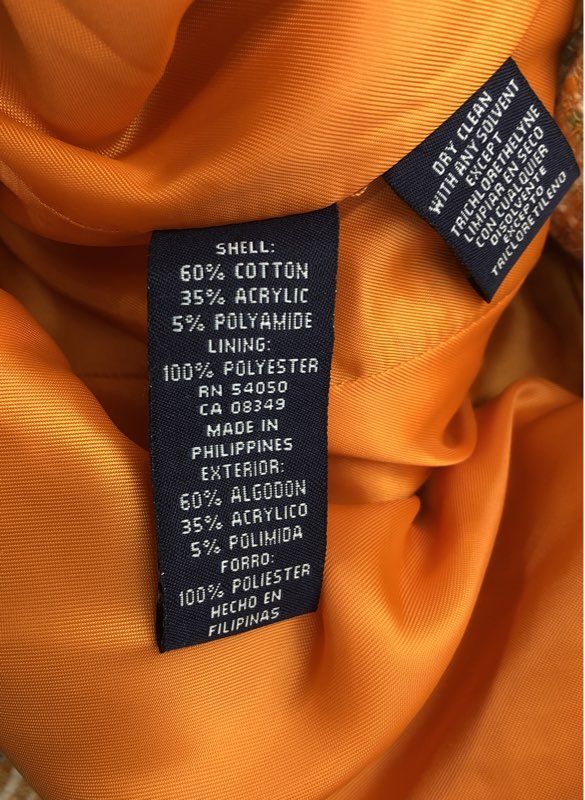 SHELL:
60% COTTON
35% ACRYLIC
5% POLYAMIDE
LINING:
100% POLYESTER
RN 54050
CA 08349
MADE IN
PHILIPPINES
EXTERIOR:
60% ALGODON
35% ACRYLICO
5% POLIMIDA
FORRO:
100% POLIESTER
HECHO EN
FILIPINAS
DRY CLEAN
WITH ANY SOLVENT
EXCEPT
TRICHLORETHELYNE
LIMPIAR EN SECO
CON CUALQUIER
DISOLVENTE
EXCEPTO
TRICLORETILENO